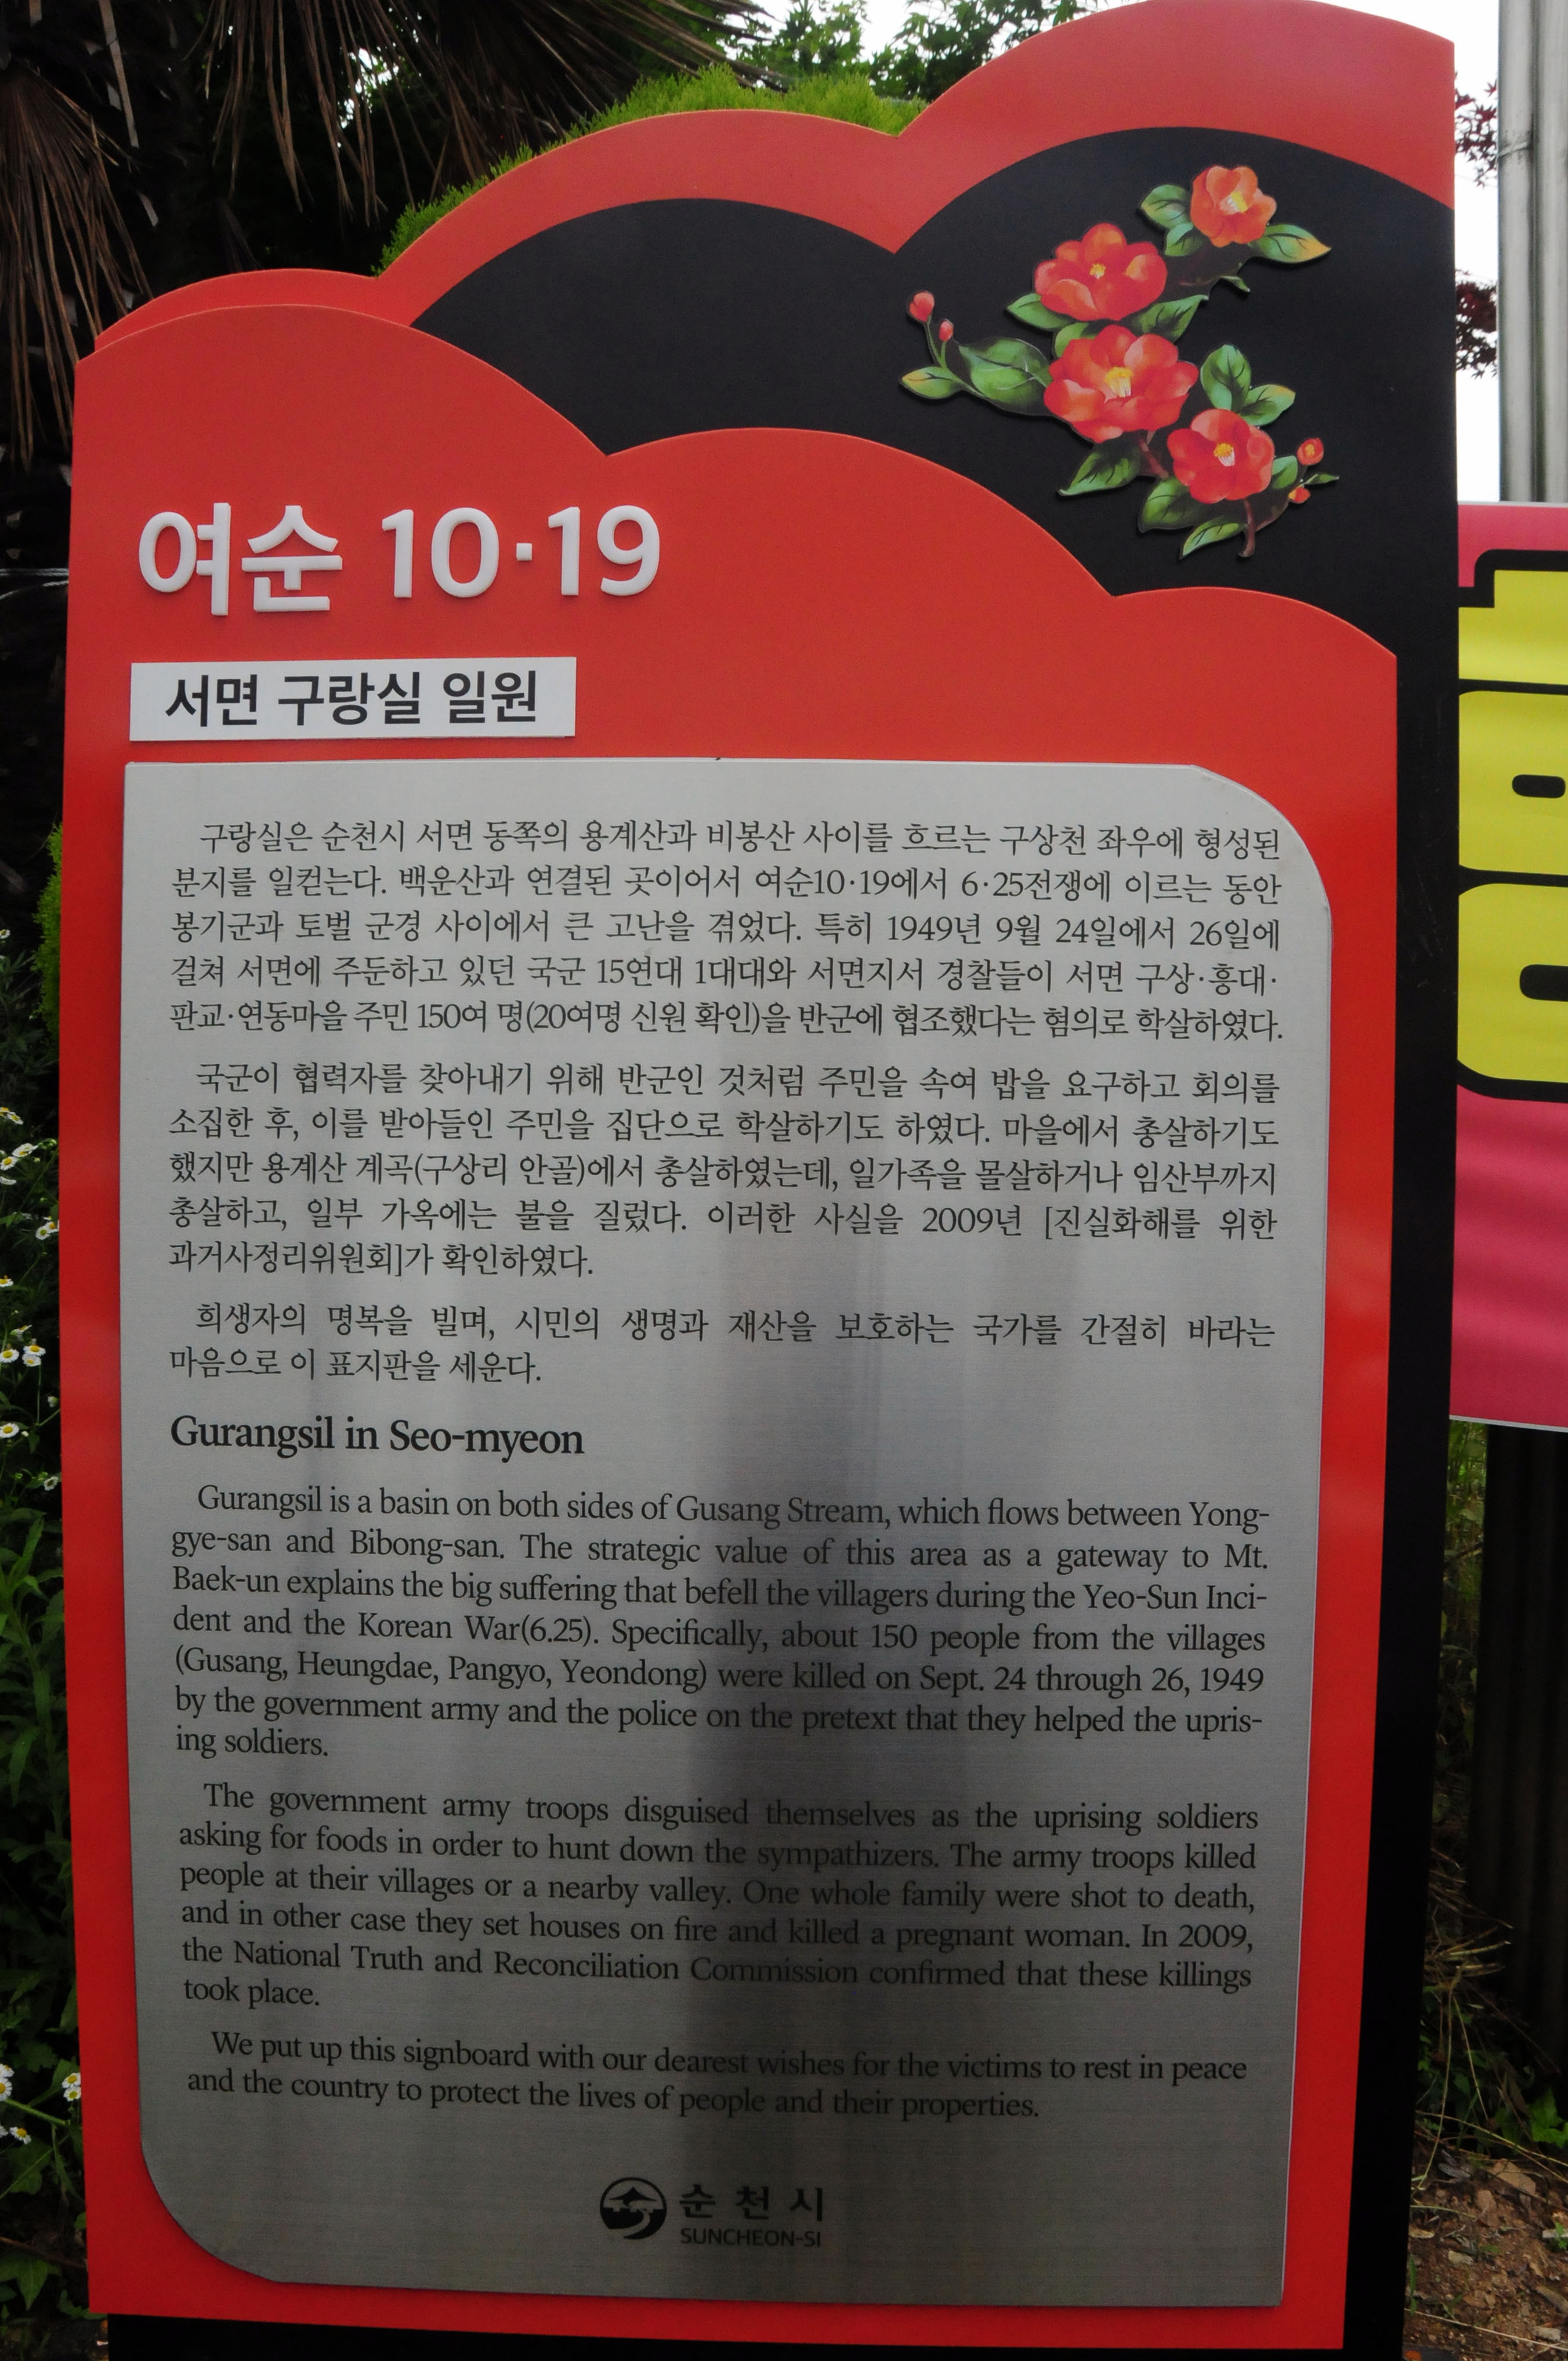 여순 10·19
서면 구랑실 일원
구랑실은 순천시 서면 동쪽의 용계산과 비봉산 사이를 흐르는 구상천 좌우에 형성된
분지를 일컫는다. 백운산과 연결된 곳이어서 여순10·19에서 6·25전쟁에 이르는 동안
봉기군과 토벌 군경 사이에서 큰 고난을 겪었다. 특히 1949년 9월 24일에서 26일에
걸쳐 서면에 주둔하고 있던 국군 15연대 1대대와 서면지서 경찰들이 서면 구상·흥대·
판교·연동마을 주민 150여 명(20여명 신원 확인)을 반군에 협조했다는 혐의로 학살하였다.
국군이 협력자를 찾아내기 위해 반군인 것처럼 주민을 속여 밥을 요구하고 회의를
소집한 후, 이를 받아들인 주민을 집단으로 학살하기도 하였다. 마을에서 총살하기도
했지만 용계산 계곡(구상리 안골)에서 총살하였는데, 일가족을 몰살하거나 임산부까지
총살하고, 일부 가옥에는 불을 질렀다. 이러한 사실을 2009년 [진실화해를 위한
과거사정리위원회]가 확인하였다.
희생자의 명복을 빌며, 시민의 생명과 재산을 보호하는 국가를 간절히 바라는
마음으로 이 표지판을 세운다.
Gurangsil in Seo-myeon
Gurangsil is a basin on both sides of Gusang Stream, which flows between Yong-
gye-san and Bibong-san. The strategic value of this area as a gateway to Mt.
Baek-un explains the big suffering that befell the villagers during the Yeo-Sun Inci-
dent and the Korean War(6.25). Specifically, about 150 people from the villages
(Gusang, Heungdae, Pangyo, Yeondong) were killed on Sept. 24 through 26, 1949
by the government army and the police on the pretext that they helped the upris-
ing soldiers.
The government army troops disguised themselves as the uprising soldiers
asking for foods in order to hunt down the sympathizers. The army troops killed
people at their villages or a nearby valley. One whole family were shot to death,
and in other case they set houses on fire and killed a pregnant woman. In 2009,
the National Truth and Reconciliation Commission confirmed that these killings
took place.
We put up this signboard with our dearest wishes for the victims to rest in peace
and the country to protect the lives of people and their properties.
순천시
SUNCHEON-SI